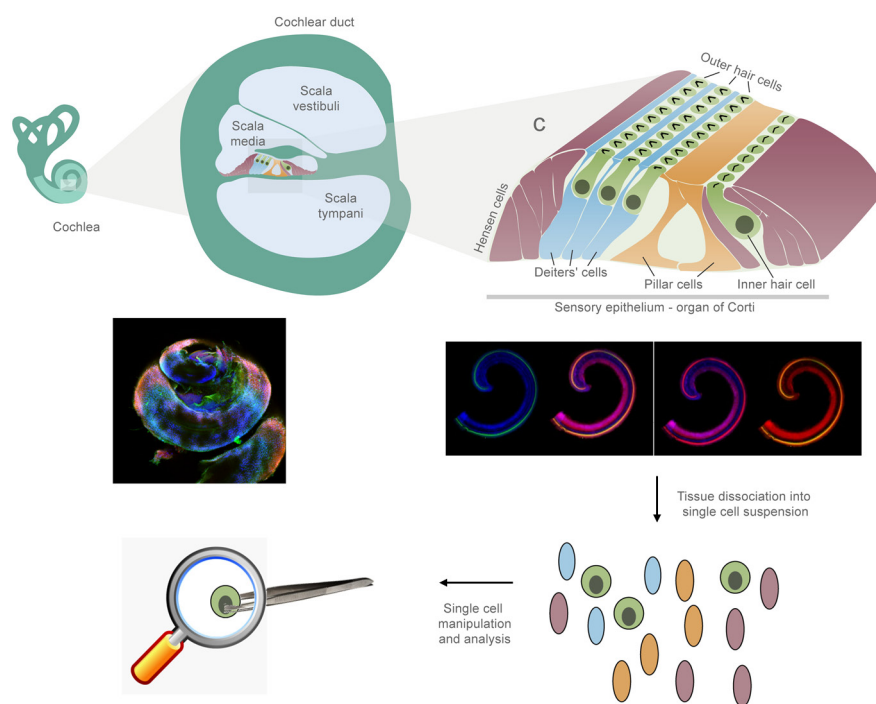 Cochlear duct
Scala
vestibuli
Scala
media
Scala
tympani
Cochlea
C
Outer hair
cells
Hensen cells
Deiters' cells
Pillar cells
Inner hair cell
Sensory epithelium - organ of Corti
Tissue dissociation into
single cell suspension
Single cell
manipulation
and analysis